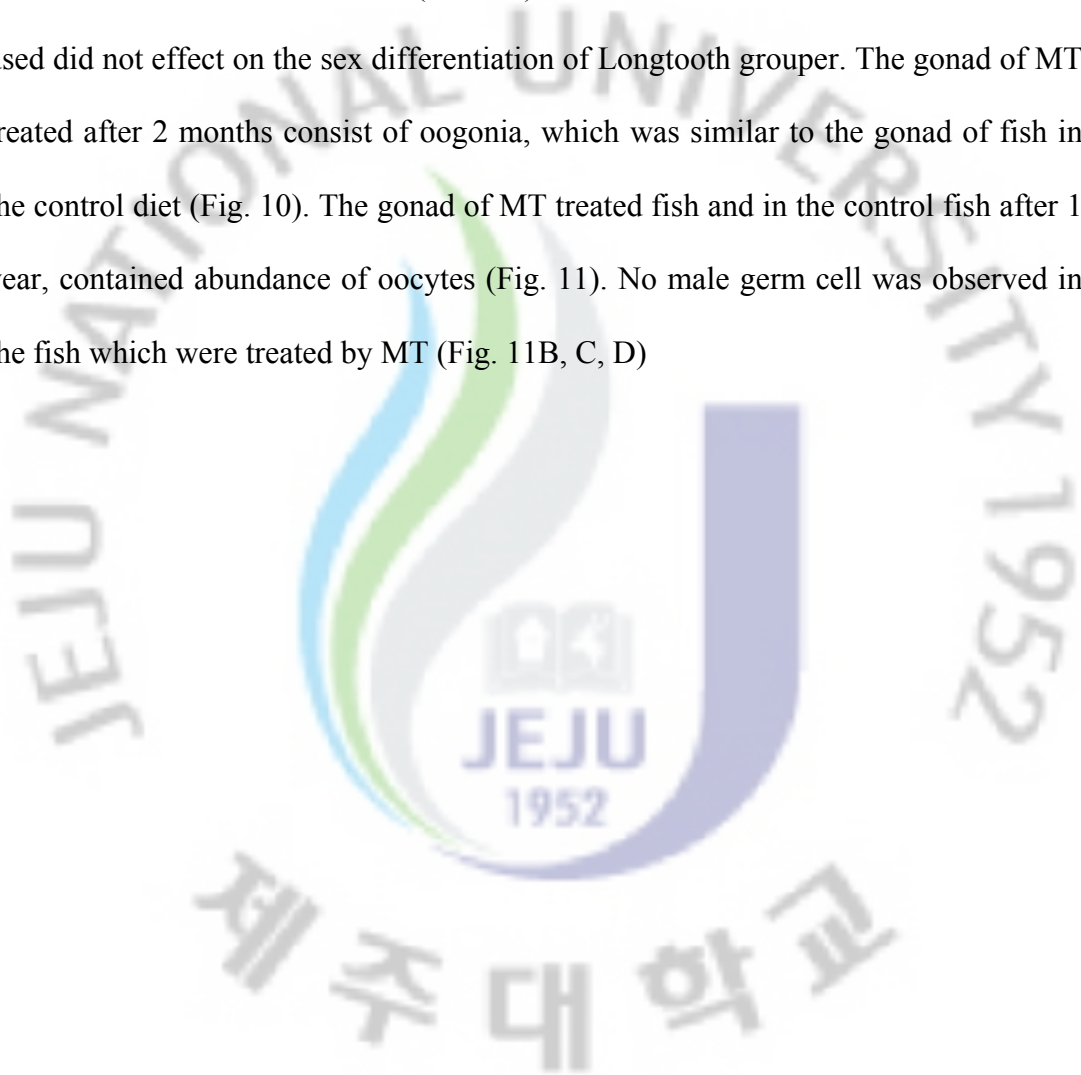 used did not effect on the sex differentiation of Longtooth grouper. The gonad of MT
treated after 2 months consist of oogonia, which was similar to the gonad of fish in
the control diet (Fig. 10). The gonad of MT treated fish and in the control fish after 1
year, contained abundance of oocytes (Fig. 11). No male germ cell was observed in
the fish which were treated by MT (Fig. 11B, C, D)
JEJU NATIONAL UNIVERSITY 1952
JEJU
1952
제주대학교